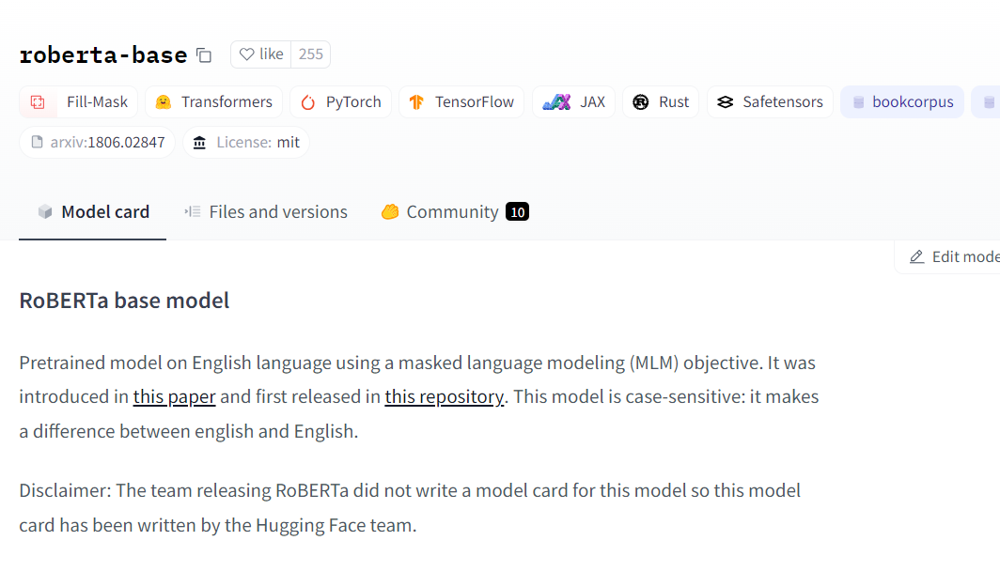 roberta-base like 255
Fill-Mask Transformers PyTorch TensorFlow JAX Rust Safetensors bookcorpus
arxiv:1806.02847 License: mit
Model card Files and versions Community 10
Edit mode
RoBERTa base model
Pretrained model on English language using a masked language modeling (MLM) objective. It was
introduced in this paper and first released in this repository. This model is case-sensitive: it makes
a difference between english and English.
Disclaimer: The team releasing RoBERTa did not write a model card for this model so this model
card has been written by the Hugging Face team.